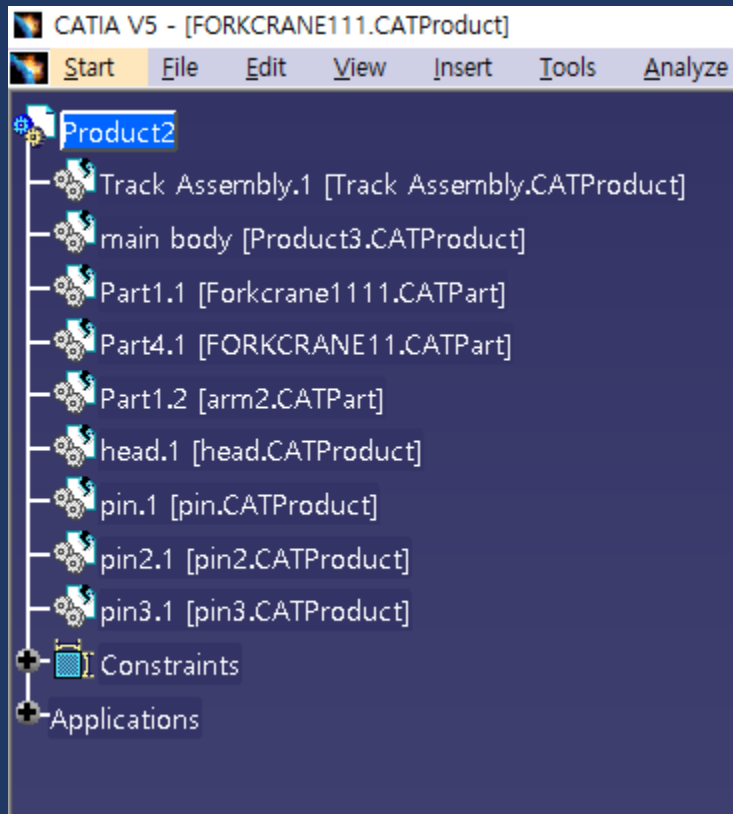 CATIA V5 - [FORKCRANE111.CATProduct]
Start File Edit View Insert Tools Analyze
Product2
Track Assembly.1 [Track Assembly.CATProduct]
main body [Product3.CATProduct]
Part1.1 [Forkcrane1111.CATPart]
Part4.1 [FORKCRANE11.CATPart]
Part1.2 [arm2.CATPart]
head.1 [head.CATProduct]
pin.1 [pin.CATProduct]
pin2.1 [pin2.CATProduct]
pin3.1 [pin3.CATProduct]
Constraints
Applications